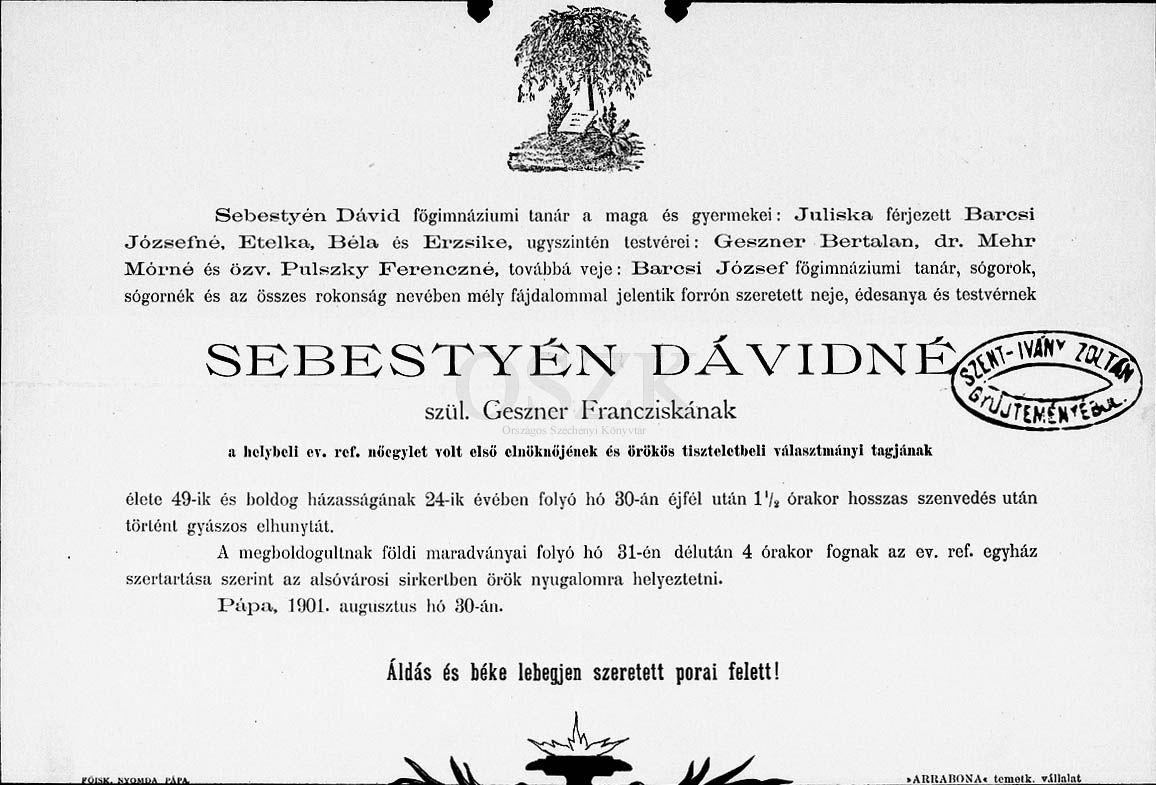 Sebestyén Dávid főgimnáziumi tanár a maga és gyermekei: Juliska férjezett Barcsi
Józsefné, Etelka, Béla és Erzsike, ugyszintén testvérei: Geszner Bertalan, dr. Mehr
Mórné és özv. Pulszky Ferenczné, továbbá veje: Barcsi József főgimnáziumi tanár, sógorok,
sógornék és az összes rokonság nevében mély fájdalommal jelentik forrón szeretett neje, édesanya és testvérnek
SEBESTYÉN DÁVIDNÉ
SZENT-IVÁNY ZOLTÁN
GYŰJTEMÉNYÉBŐL.
OSZK
szül. Geszner Francziskának
Országos Széchényi Könyvtár
a helybeli ev. ref. nőegylet volt első elnöknőjének és örökös tiszteletbeli választmányi tagjának
élete 49-ik és boldog házasságának 24-ik évében folyó hó 30-án éjfél után 1 1/2 órakor hosszas szenvedés után
történt gyászos elhunytát.
A megboldogultnak földi maradványai folyó hó 31-én délután 4 órakor fognak az ev. ref. egyház
szertartása szerint az alsóvárosi sirkertben örök nyugalomra helyeztetni.
Pápa, 1901. augusztus hó 30-án.
Áldás és béke lebegjen szeretett porai felett!
FŐISK. NYOMDA PÁPA.
»ARRABONA« temetk. vállalat